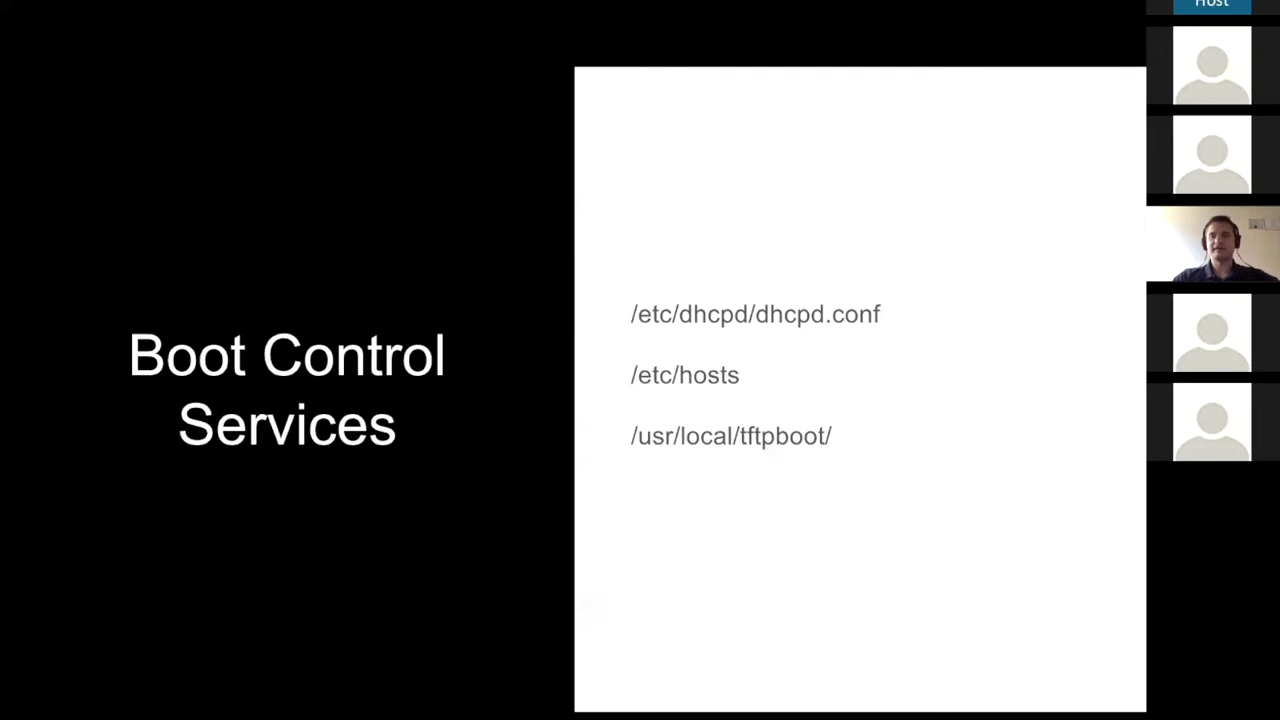 Host
Boot Control
Services
/etc/dhcpd/dhcpd.conf
/etc/hosts
/usr/local/tftpboot/